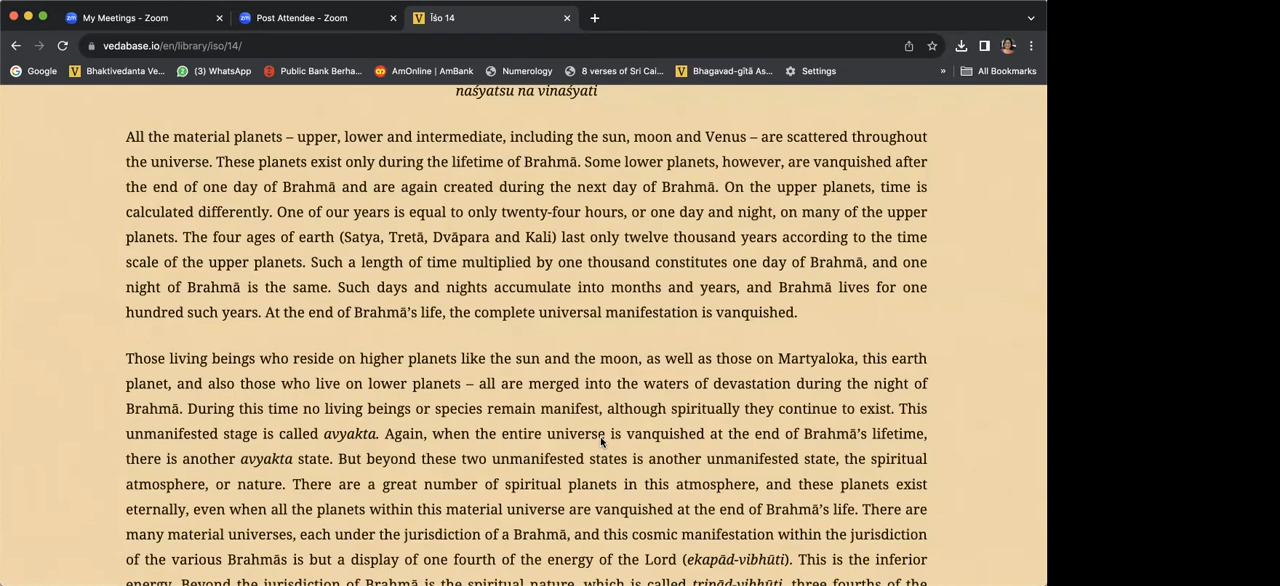 My Meetings - Zoom
Post Attendee - Zoom
Īśo 14
vedabase.io/en/library/iso/14/
Google
Bhaktivedanta Ve...
(3) WhatsApp
Public Bank Berha...
AmOnline | AmBank
Numerology
8 verses of Sri Cai...
Bhagavad-gītā As...
Settings
»
All Bookmarks
naśyatsu na vinaśyati
All the material planets – upper, lower and intermediate, including the sun, moon and Venus – are scattered throughout
the universe. These planets exist only during the lifetime of Brahmā. Some lower planets, however, are vanquished after
the end of one day of Brahmā and are again created during the next day of Brahmā. On the upper planets, time is
calculated differently. One of our years is equal to only twenty-four hours, or one day and night, on many of the upper
planets. The four ages of earth (Satya, Tretā, Dvāpara and Kali) last only twelve thousand years according to the time
scale of the upper planets. Such a length of time multiplied by one thousand constitutes one day of Brahmā, and one
night of Brahmā is the same. Such days and nights accumulate into months and years, and Brahmā lives for one
hundred such years. At the end of Brahmā’s life, the complete universal manifestation is vanquished.
Those living beings who reside on higher planets like the sun and the moon, as well as those on Martyaloka, this earth
planet, and also those who live on lower planets – all are merged into the waters of devastation during the night of
Brahmā. During this time no living beings or species remain manifest, although spiritually they continue to exist. This
unmanifested stage is called avyakta. Again, when the entire universe is vanquished at the end of Brahmā’s lifetime,
there is another avyakta state. But beyond these two unmanifested states is another unmanifested state, the spiritual
atmosphere, or nature. There are a great number of spiritual planets in this atmosphere, and these planets exist
eternally, even when all the planets within this material universe are vanquished at the end of Brahmā’s life. There are
many material universes, each under the jurisdiction of a Brahmā, and this cosmic manifestation within the jurisdiction
of the various Brahmās is but a display of one fourth of the energy of the Lord (ekapād-vibhūti). This is the inferior
energy. Beyond the jurisdiction of Brahmā is the spiritual nature, which is called tripād-vibhūti, three fourths of the